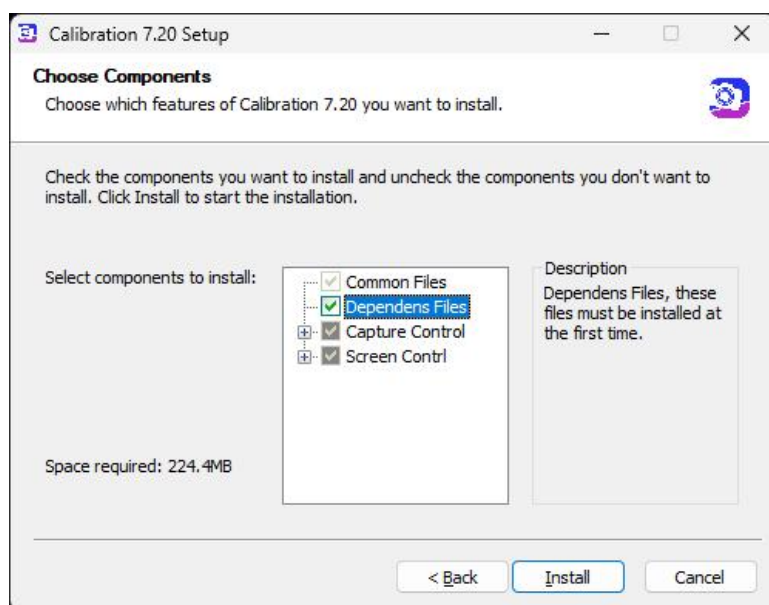 Calibration 7.20 Setup
Choose Components
Choose which features of Calibration 7.20 you want to install.
Check the components you want to install and uncheck the components you don't want to
install. Click Install to start the installation.
Select components to install:
Common Files
Dependens Files
Capture Control
Screen Contrl
Description
Dependens Files, these
files must be installed at
the first time.
Space required: 224.4MB
< Back
Install
Cancel